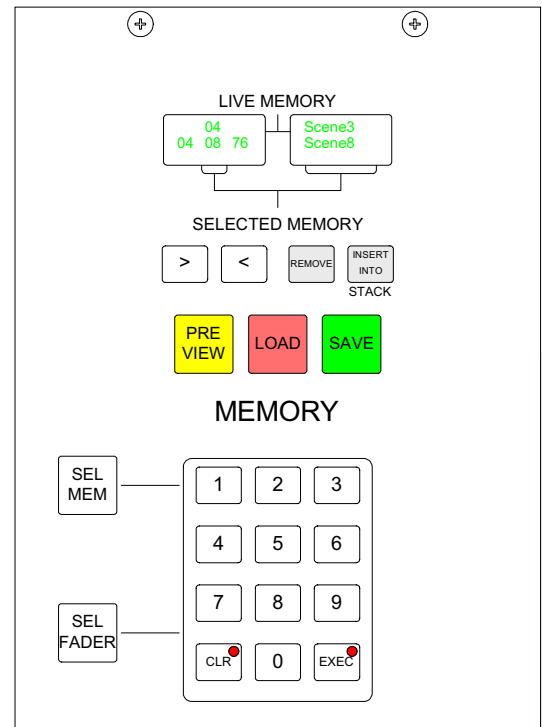 LIVE MEMORY
04 Scene3
04 08 76 Scene8
SELECTED MEMORY
> < REMOVE INSERT
INTO
STACK
PRE
VIEW
LOAD
SAVE
MEMORY
SEL
MEM
1 2 3
4 5 6
7 8 9
SEL
FADER
CLR 0 EXEC